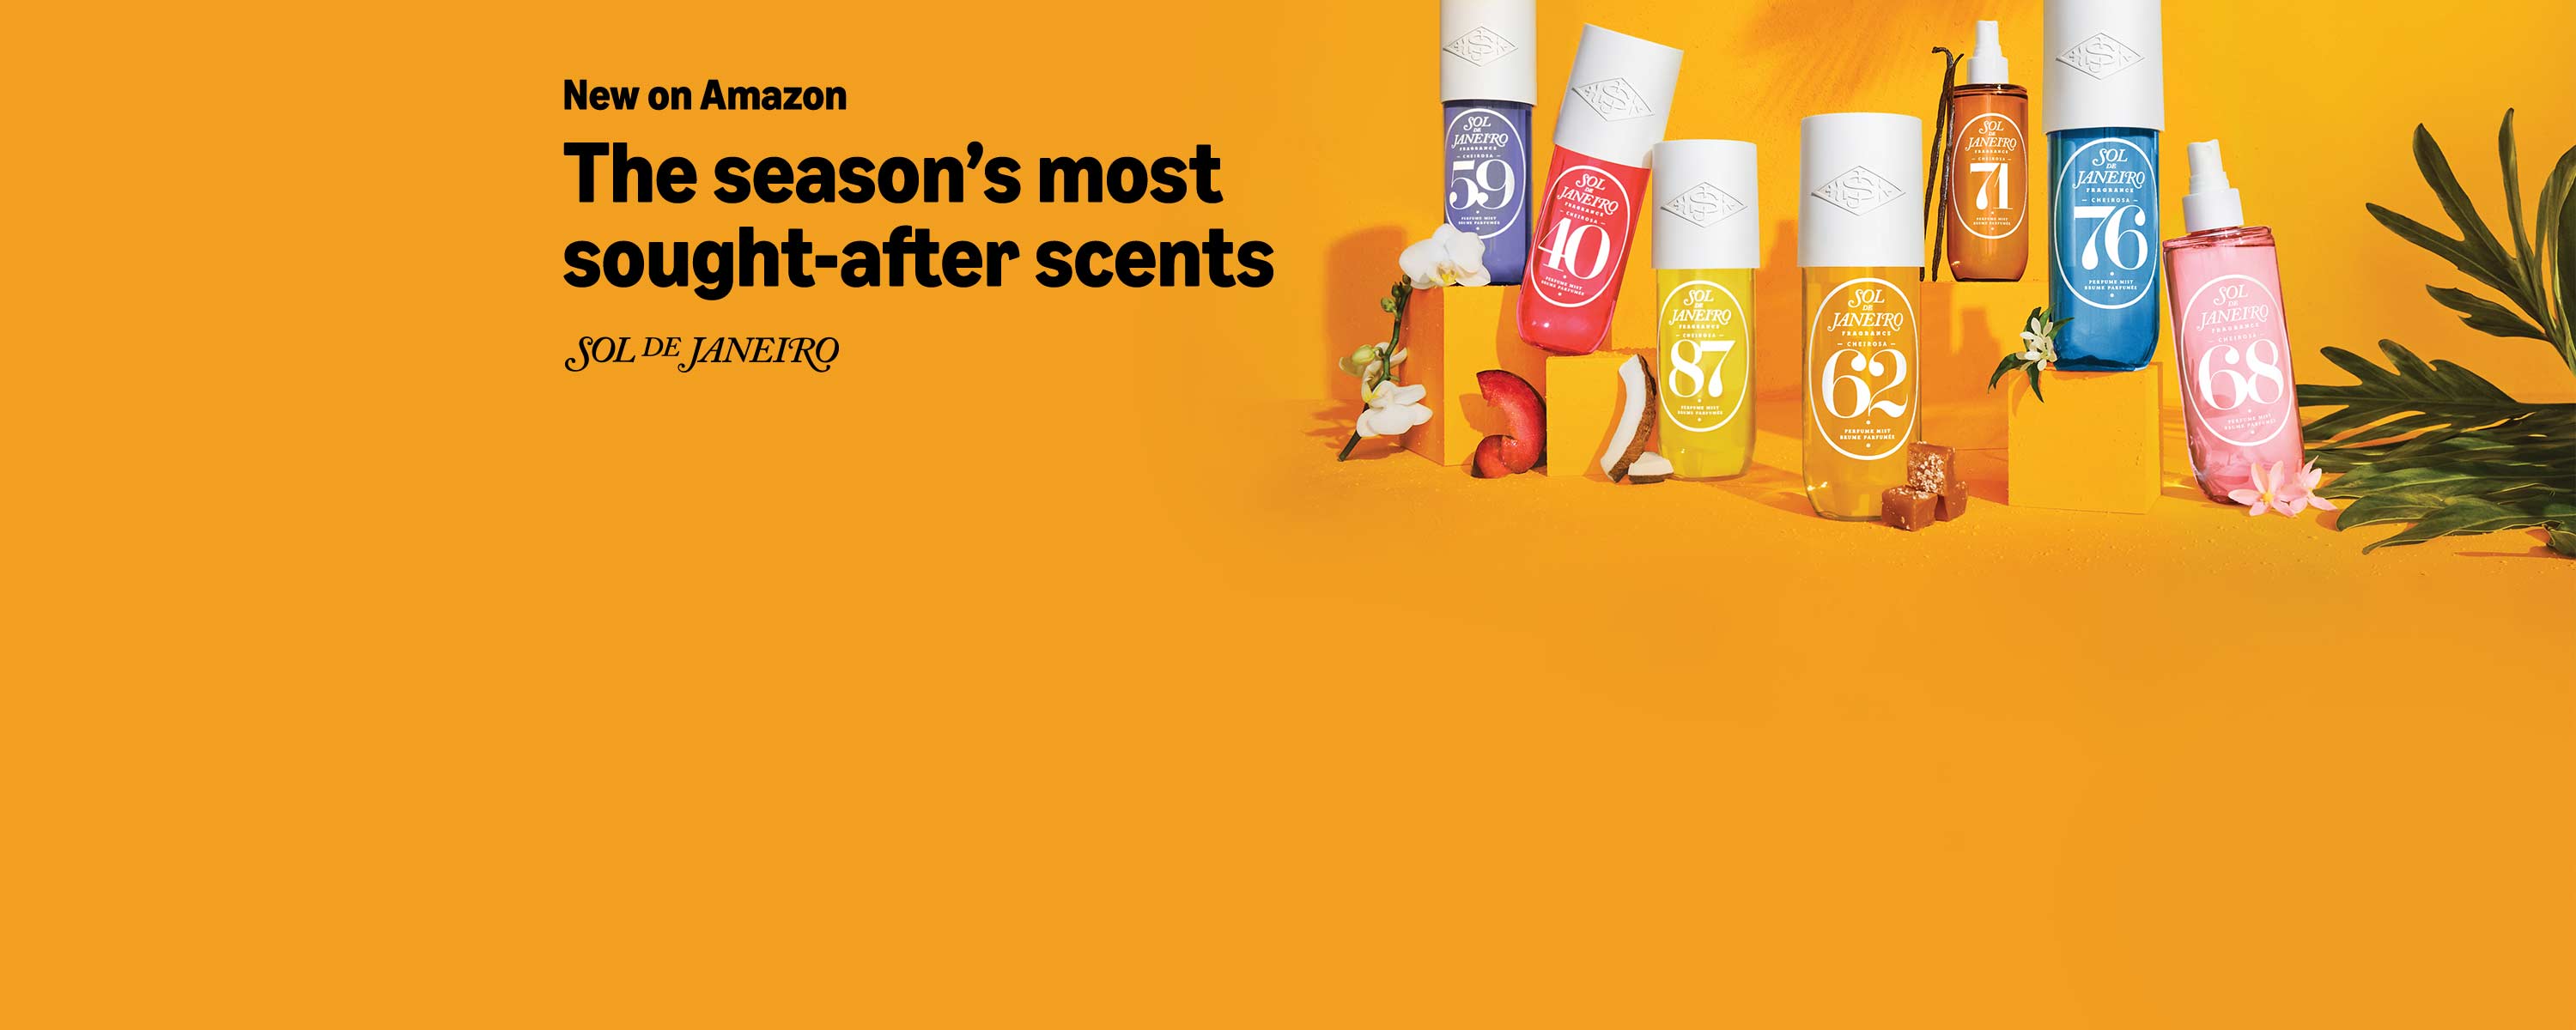 New on Amazon
The season’s most
sought-after scents
SOL DE JANEIRO
SOL
DE
JANEIRO
FRAGRANCE
CHEIROSA
59
PERFUME MIST
BRUME PARFUMÉE
SOL
DE
JANEIRO
FRAGRANCE
CHEIROSA
40
PERFUME MIST
BRUME PARFUMÉE
SOL
DE
JANEIRO
FRAGRANCE
CHEIROSA
87
PERFUME MIST
BRUME PARFUMÉE
SOL
DE
JANEIRO
FRAGRANCE
CHEIROSA
62
PERFUME MIST
BRUME PARFUMÉE
SOL
DE
JANEIRO
FRAGRANCE
CHEIROSA
71
PERFUME MIST
BRUME PARFUMÉE
SOL
DE
JANEIRO
FRAGRANCE
CHEIROSA
76
PERFUME MIST
BRUME PARFUMÉE
SOL
DE
JANEIRO
FRAGRANCE
CHEIROSA
68
PERFUME MIST
BRUME PARFUMÉE